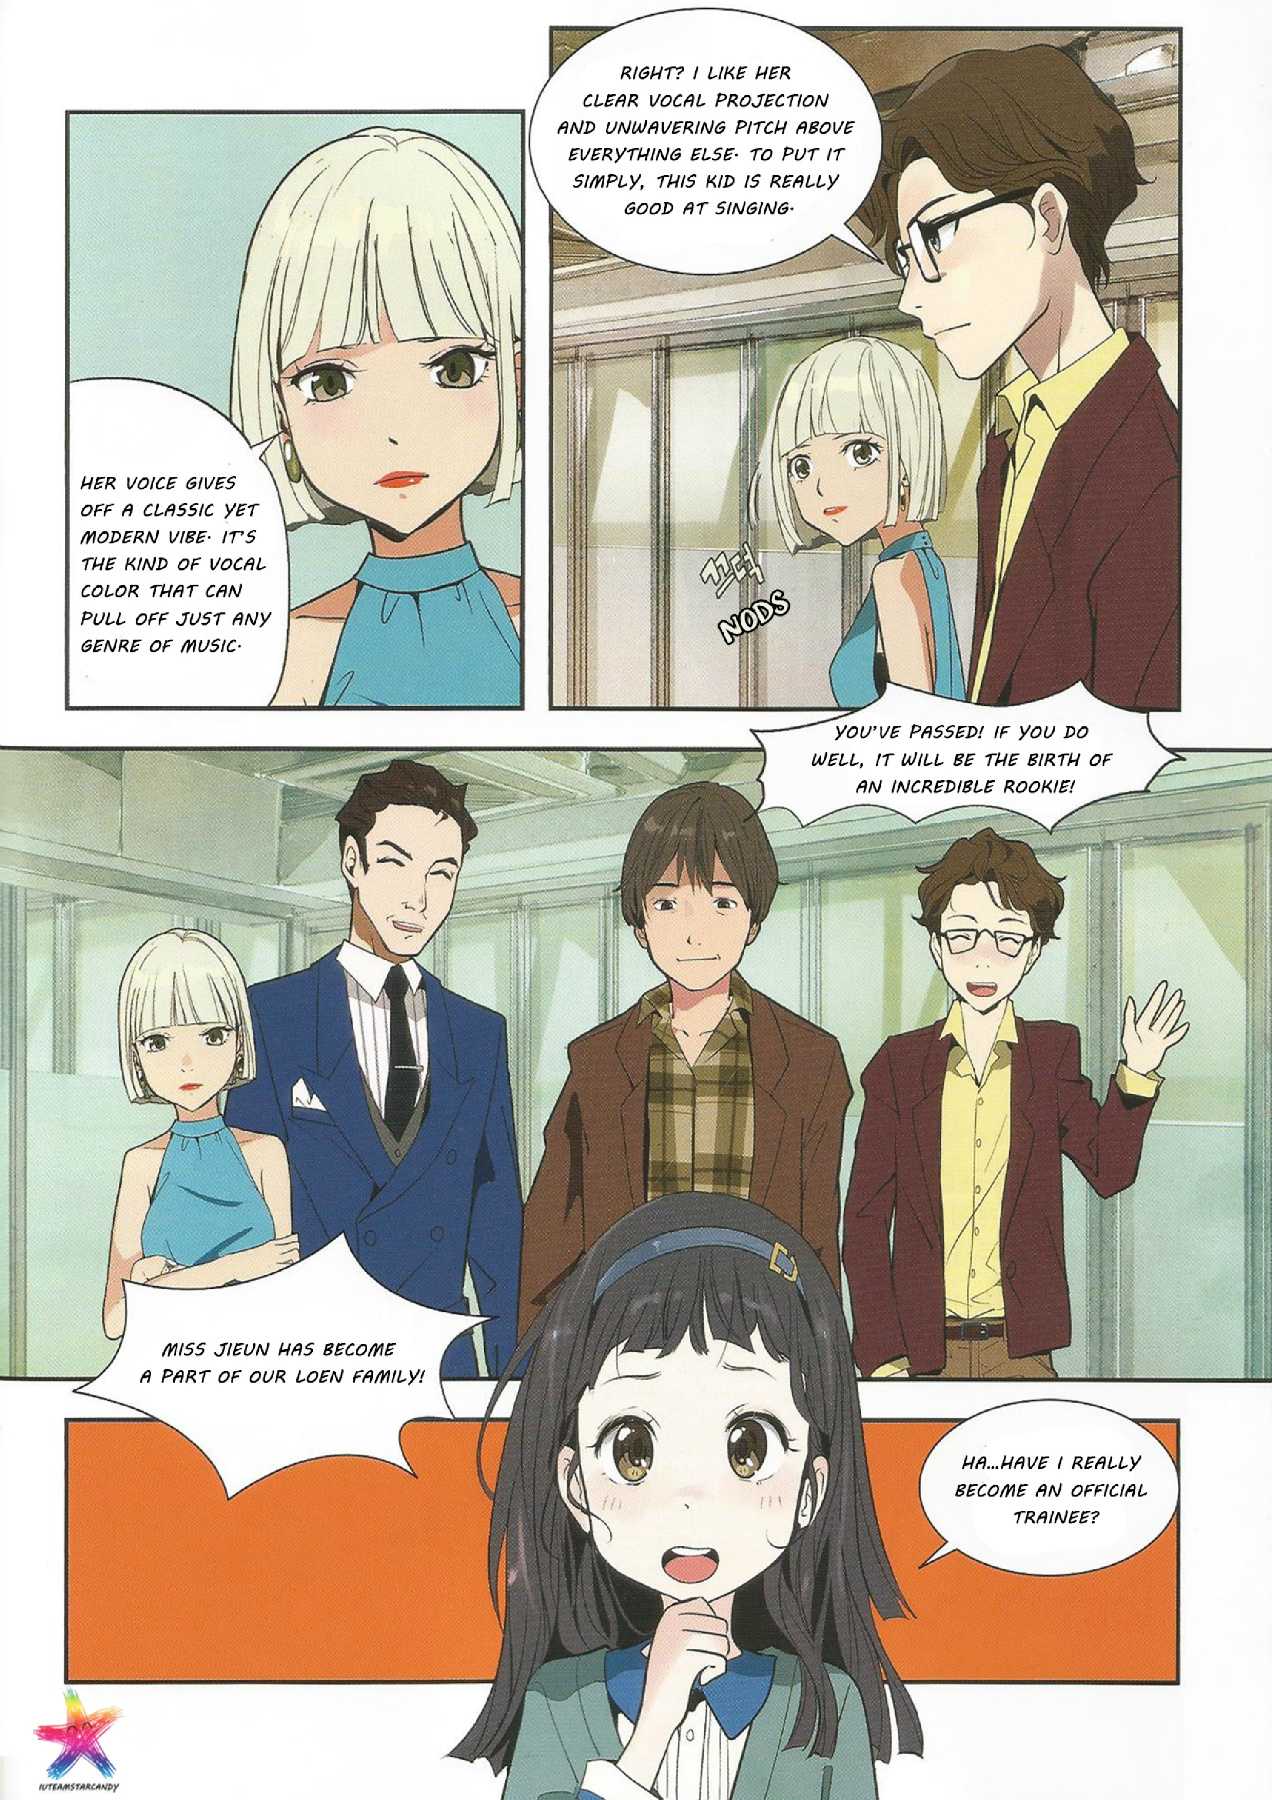 HER VOICE GIVES
OFF A CLASSIC YET
MODERN VIBE. IT'S
THE KIND OF VOCAL
COLOR THAT CAN
PULL OFF JUST ANY
GENRE OF MUSIC.
RIGHT? I LIKE HER
CLEAR VOCAL PROJECTION
AND UNWAVERING PITCH ABOVE
EVERYTHING ELSE. TO PUT IT
SIMPLY, THIS KID IS REALLY
GOOD AT SINGING.
끄덕
NODS
YOU'VE PASSED! IF YOU DO
WELL, IT WILL BE THE BIRTH OF
AN INCREDIBLE ROOKIE!
MISS JIEUN HAS BECOME
A PART OF OUR LOEN FAMILY!
HA...HAVE I REALLY
BECOME AN OFFICIAL
TRAINEE?
IUTEAMSTARCANDY